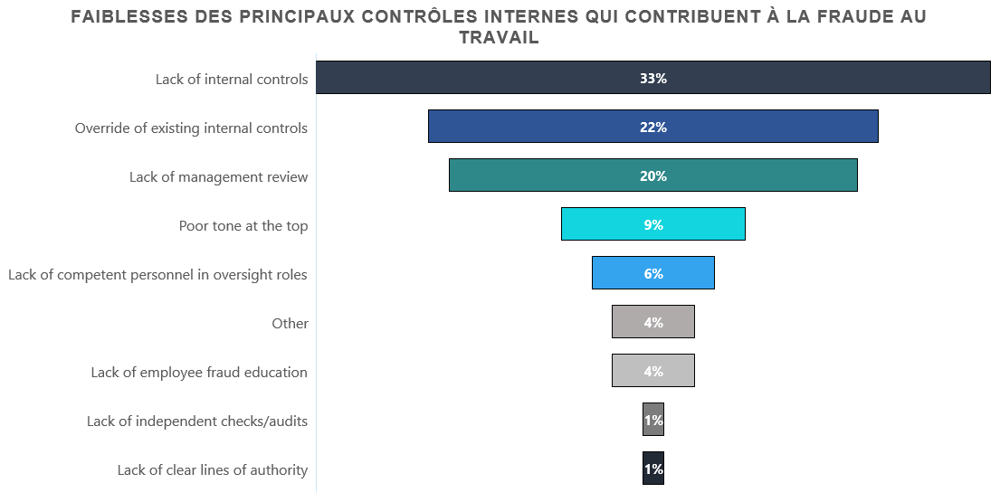 FAIBLESSES DES PRINCIPAUX CONTRÔLES INTERNES QUI CONTRIBUENT À LA FRAUDE AU
TRAVAIL
Lack of internal controls 33%
Override of existing internal controls 22%
Lack of management review 20%
Poor tone at the top 9%
Lack of competent personnel in oversight roles 6%
Other 4%
Lack of employee fraud education 4%
Lack of independent checks/audits 1%
Lack of clear lines of authority 1%